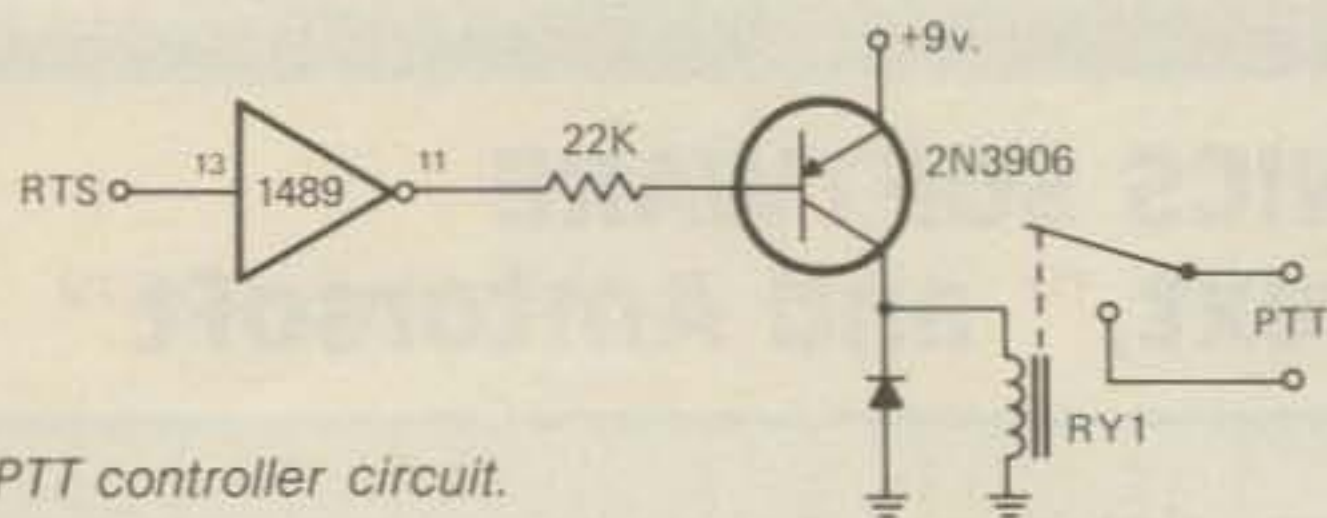 +9v.
22K
2N3906
13
11
RTS
1489
PTT
RY1
PTT controller circuit.